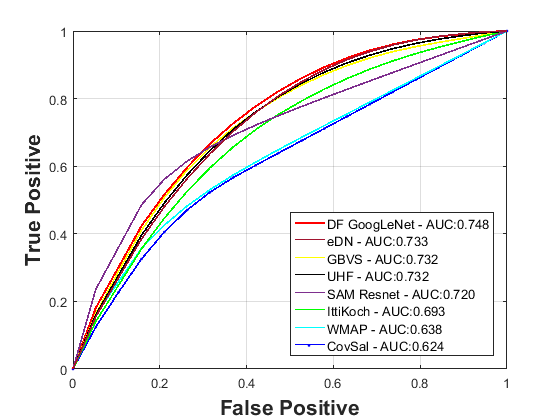 1
0.8
0.6
0.4
0.2
0
0 0.2 0.4 0.6 0.8 1
True Positive
False Positive
DF GoogLeNet - AUC:0.748
eDN - AUC:0.733
GBVS - AUC:0.732
UHF - AUC:0.732
SAM Resnet - AUC:0.720
IttiKoch - AUC:0.693
WMAP - AUC:0.638
CovSal - AUC:0.624